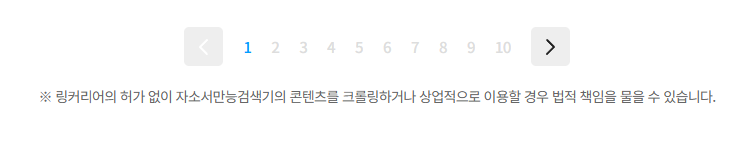 1 2 3 4 5 6 7 8 9 10
※ 링커리어의 허가 없이 자소서만능검색기의 콘텐츠를 크롤링하거나 상업적으로 이용할 경우 법적 책임을 물을 수 있습니다.